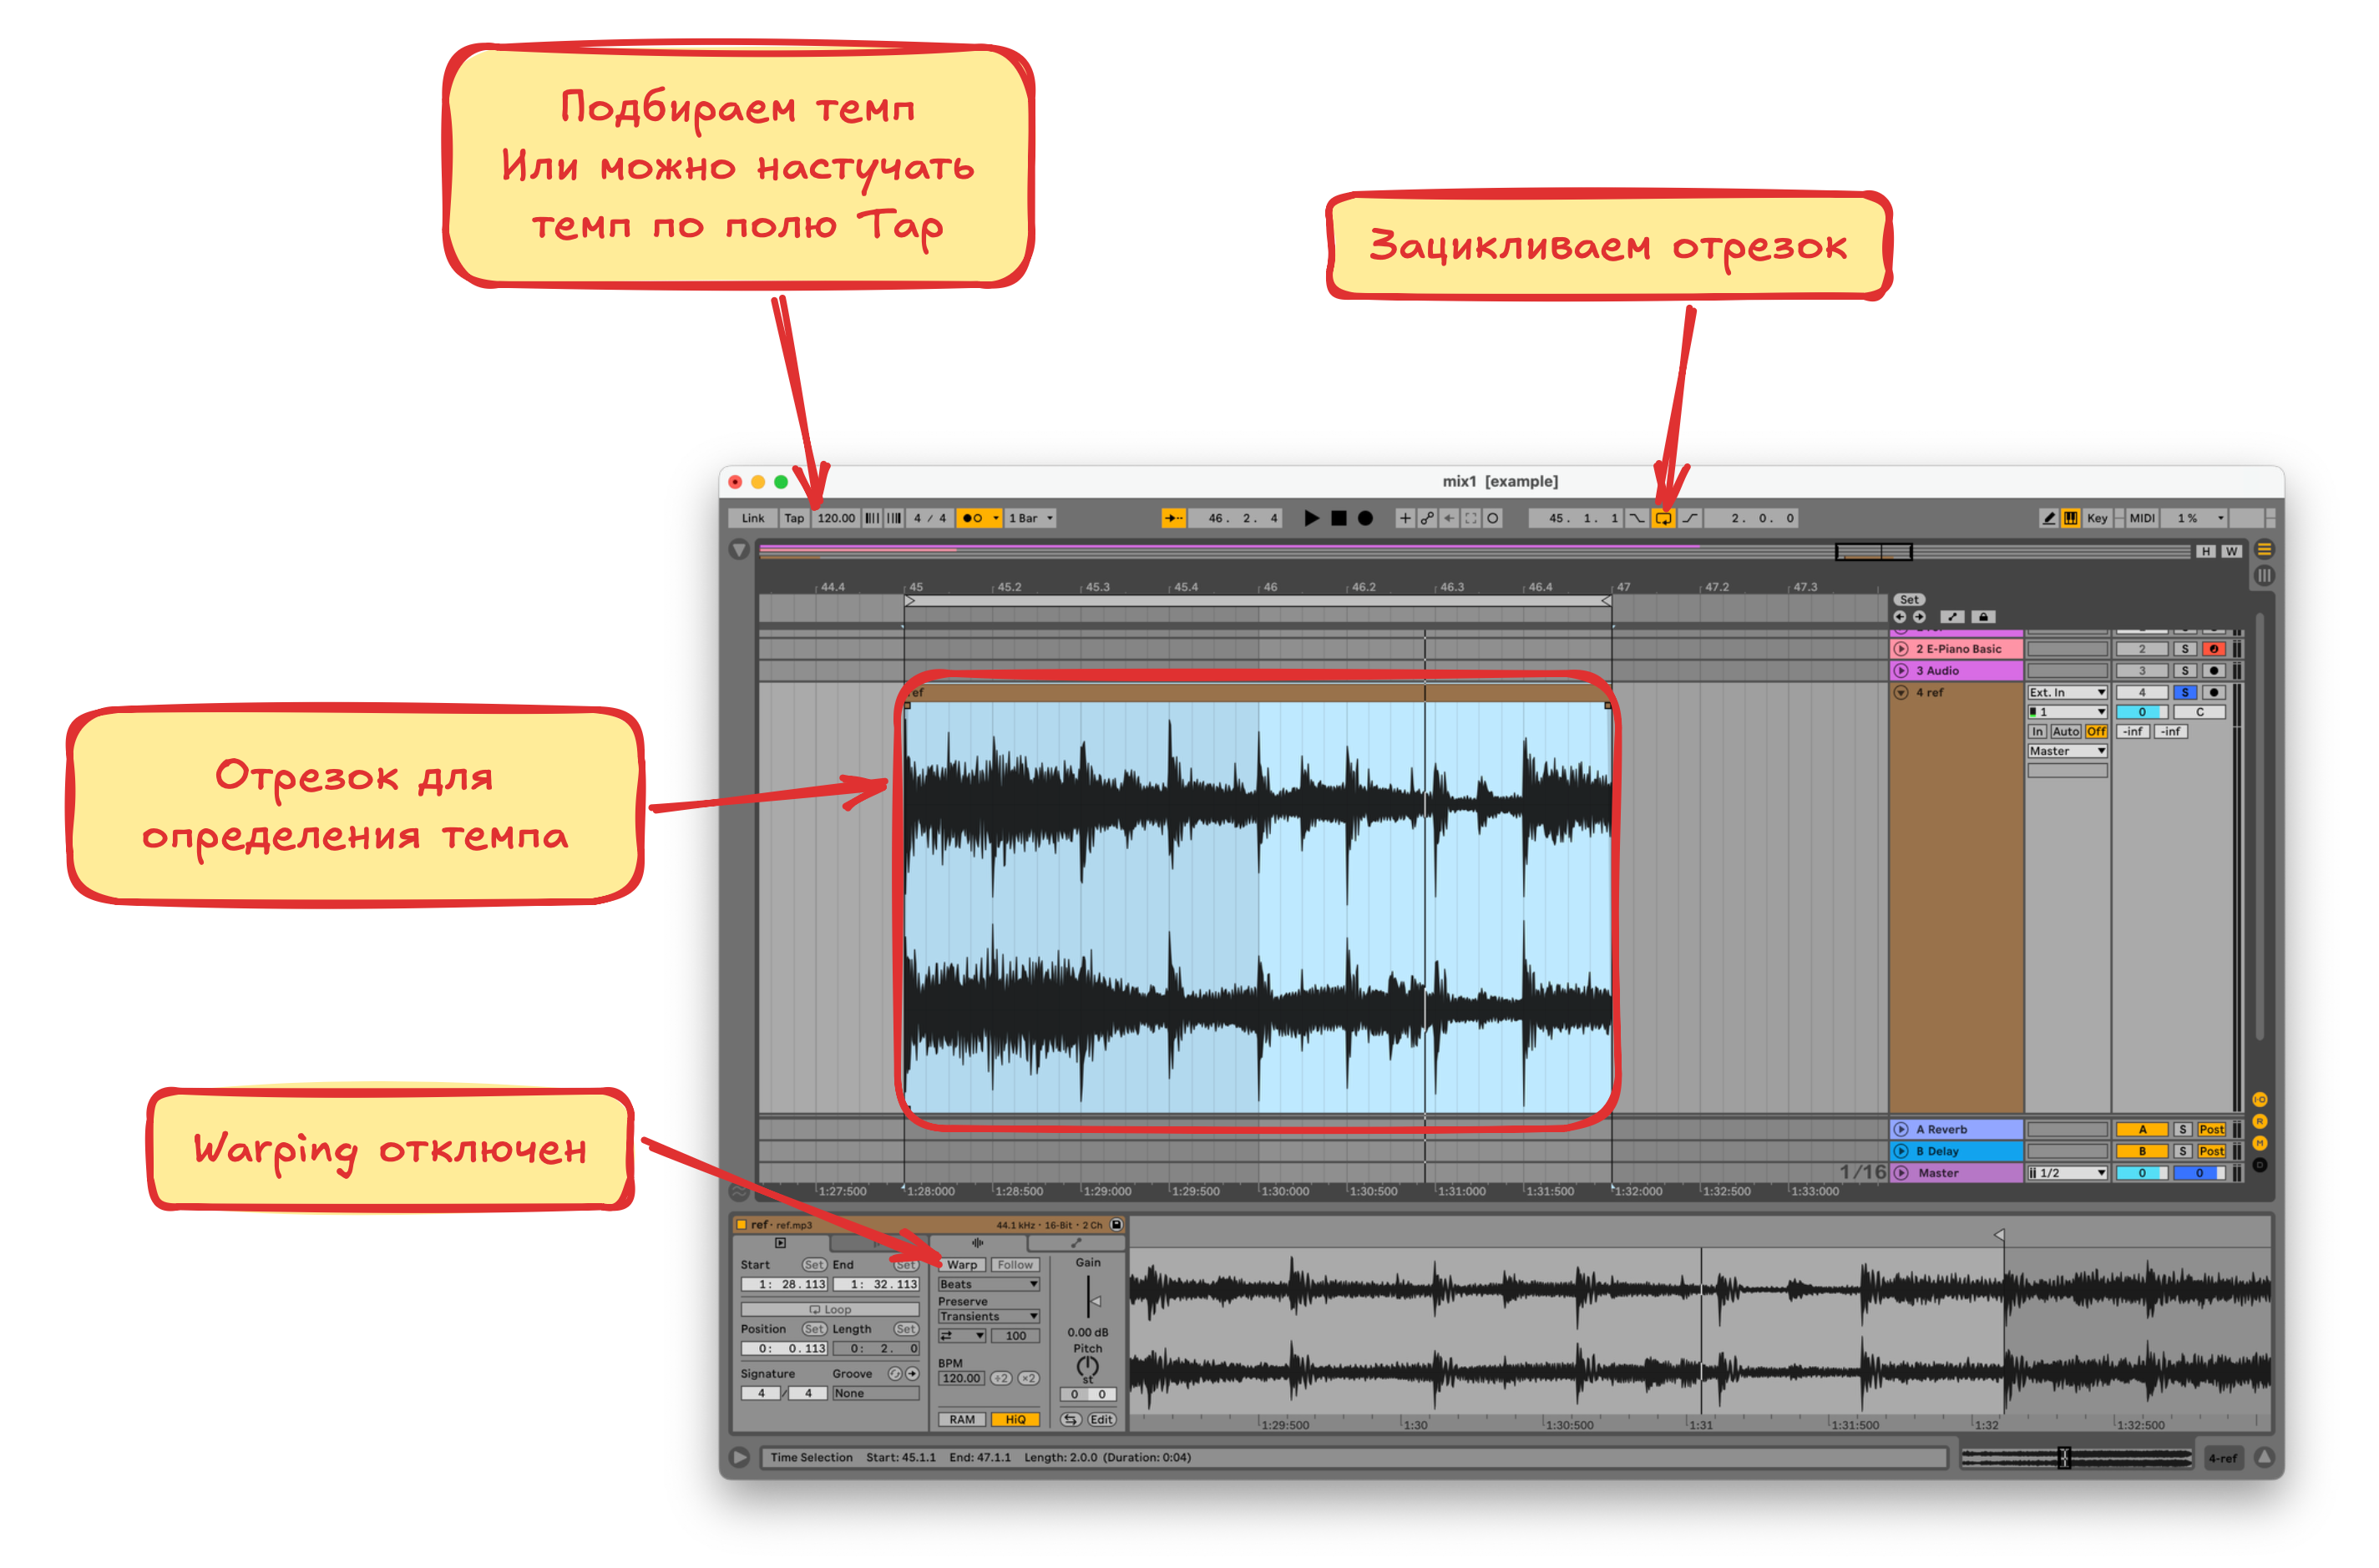 Подбираем темп
Или можно настучать
темп по полю Tap
Зацикливаем отрезок
Отрезок для
определения темпа
Warping отключен
mix1 [example]
Link Tap 120.00 4 / 4 1 Bar 46. 2. 4 45. 1. 1 2. 0. 0 Key MIDI 1 %
H W
44.4 45 45.2 45.3 45.4 46 46.2 46.3 46.4 47 47.2 47.3
Set
2 E-Piano Basic 2 S
3 Audio 3 S
ref
4 ref Ext. In 4 S
1 0 C
In Auto Off -inf -inf
Master
A Reverb A S Post
B Delay B S Post
1/16 Master 1/2 0 0
1:27:500 1:28:000 1:28:500 1:29:000 1:29:500 1:30:000 1:30:500 1:31:000 1:31:500 1:32:000 1:32:500 1:33:000
ref · ref.mp3 44.1 kHz · 16-Bit · 2 Ch
Start Set End Set Warp Follow Gain
1: 28.113 1: 32.113 Beats
Loop Preserve
Transients
Position Set Length Set 100 0.00 dB
0: 0.113 0: 2. 0 Pitch
Signature Groove BPM st
4 / 4 None 120.00 ÷2 ×2 0 0
RAM HiQ Edit
1:29:500 1:30 1:30:500 1:31 1:31:500 1:32 1:32:500
Time Selection Start: 45.1.1 End: 47.1.1 Length: 2.0.0 (Duration: 0:04)
4-ref